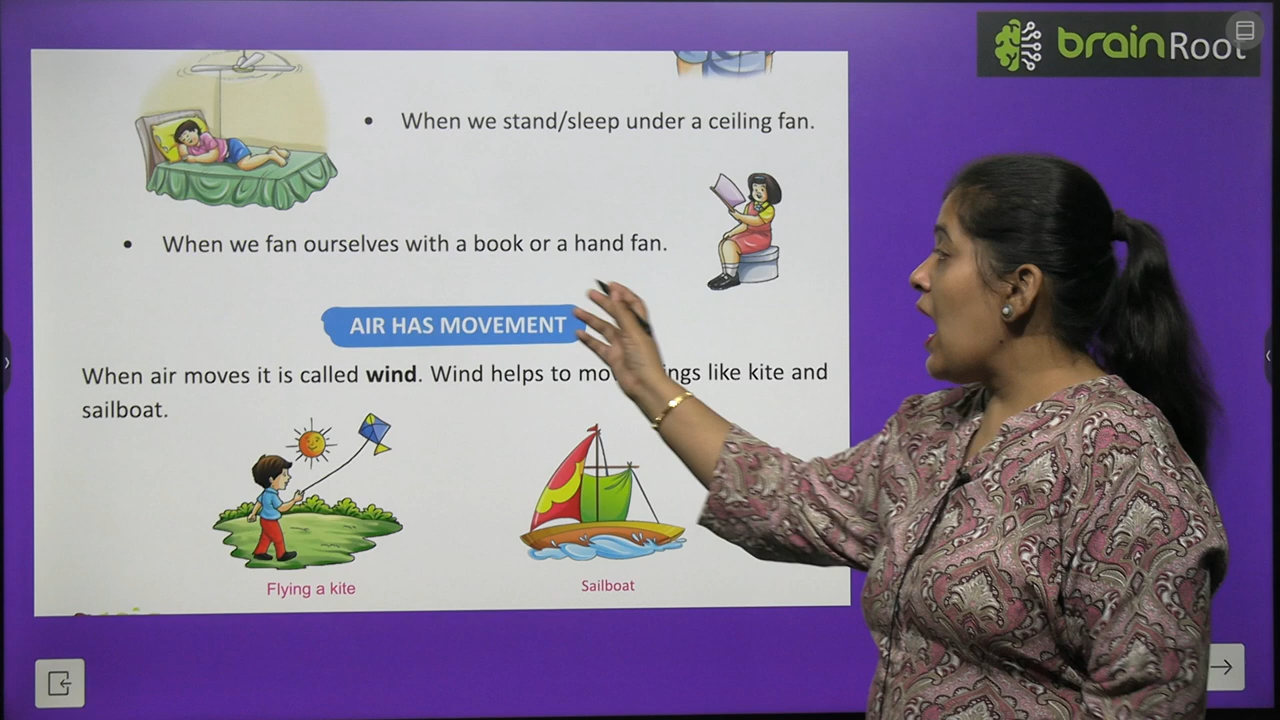 brainRoot
• When we stand/sleep under a ceiling fan.
• When we fan ourselves with a book or a hand fan.
AIR HAS MOVEMENT
When air moves it is called wind. Wind helps to like kite and
sailboat.
Flying a kite
Sailboat